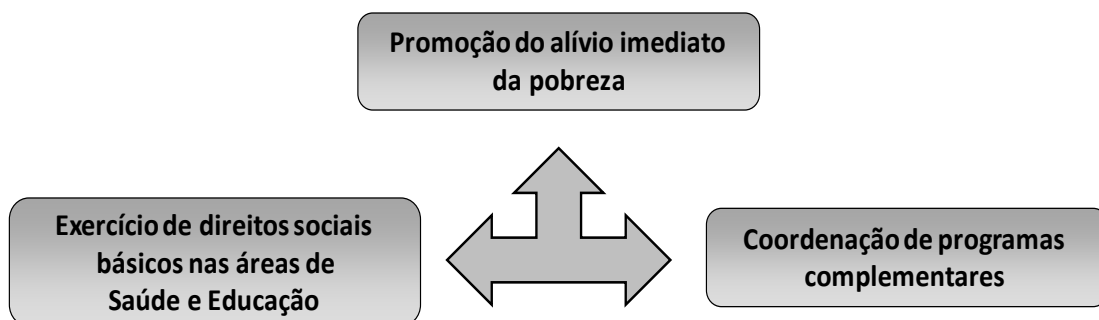 Promoção do alívio imediato
da pobreza
Exercício de direitos sociais
básicos nas áreas de
Saúde e Educação
Coordenação de programas
complementares